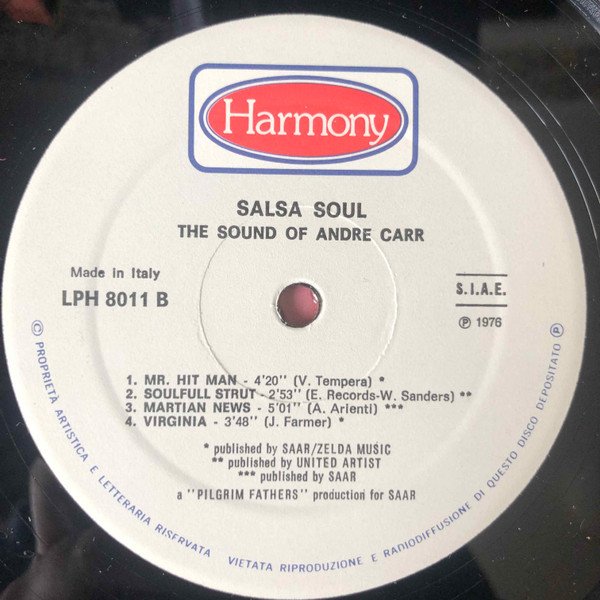 Harmony
SALSA SOUL
THE SOUND OF ANDRE CARR
Made in Italy
LPH 8011 B
S.I.A.E.
Ⓟ 1976
1. MR. HIT MAN - 4'20'' (V. Tempera) *
2. SOULFULL STRUT - 2'53'' (E. Records-W. Sanders) **
3. MARTIAN NEWS - 5'01'' (A. Arienti) ***
4. VIRGINIA - 3'48'' (J. Farmer) *
* published by SAAR/ZELDA MUSIC
** published by UNITED ARTIST
*** published by SAAR
a ''PILGRIM FATHERS'' production for SAAR
© PROPRIETÀ ARTISTICA E LETTERARIA RISERVATA VIETATA RIPRODUZIONE E RADIODIFFUSIONE DI QUESTO DISCO DEPOSITATO Ⓟ